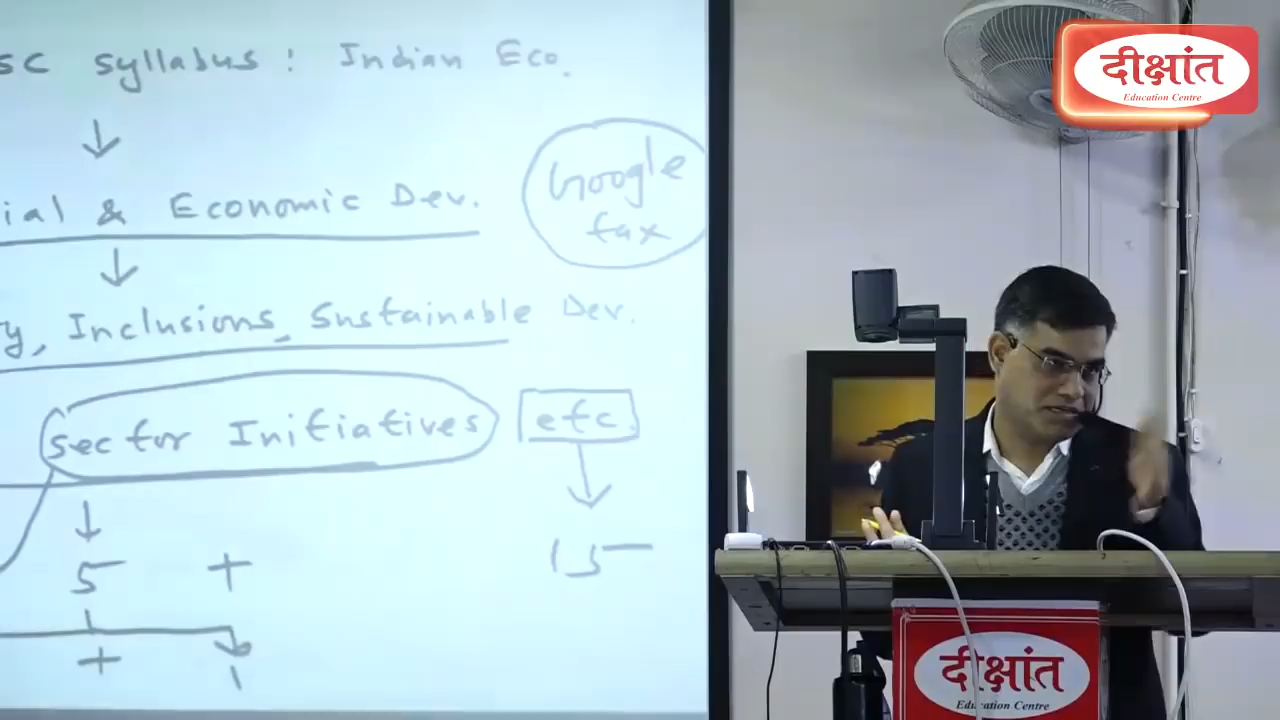 sc syllabus : Indian Eco.
ial & Economic Dev.
Google
tax
y, Inclusions, Sustainable Dev.
sector Initiatives etc.
5 + 15
+ 1
दीक्षांत
Education Centre
दीक्षांत
Education Centre